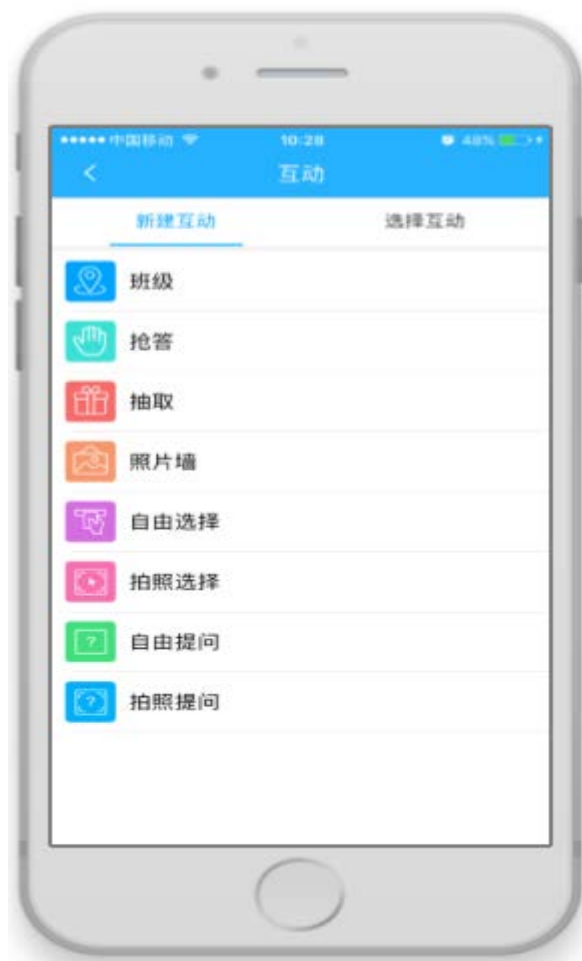 中国移动 10:28 48%
互动
新建互动 选择互动
班级
抢答
抽取
照片墙
自由选择
拍照选择
? 自由提问
? 拍照提问